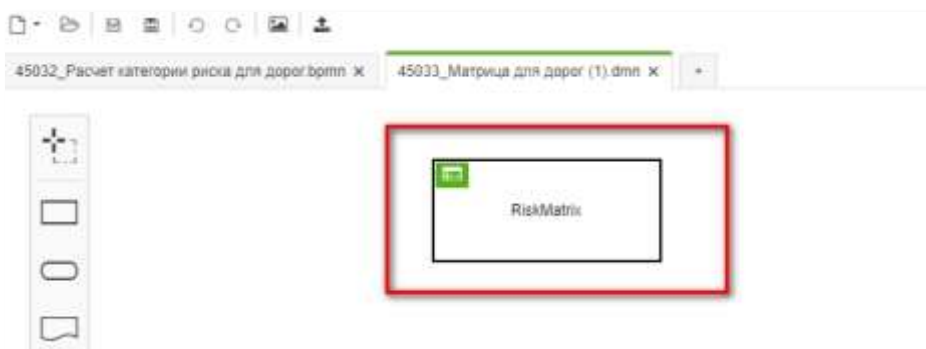 45032_Расчет категории риска для дорог.bpmn × 45033_Матрица для дорог (1).dmn × +
RiskMatrix